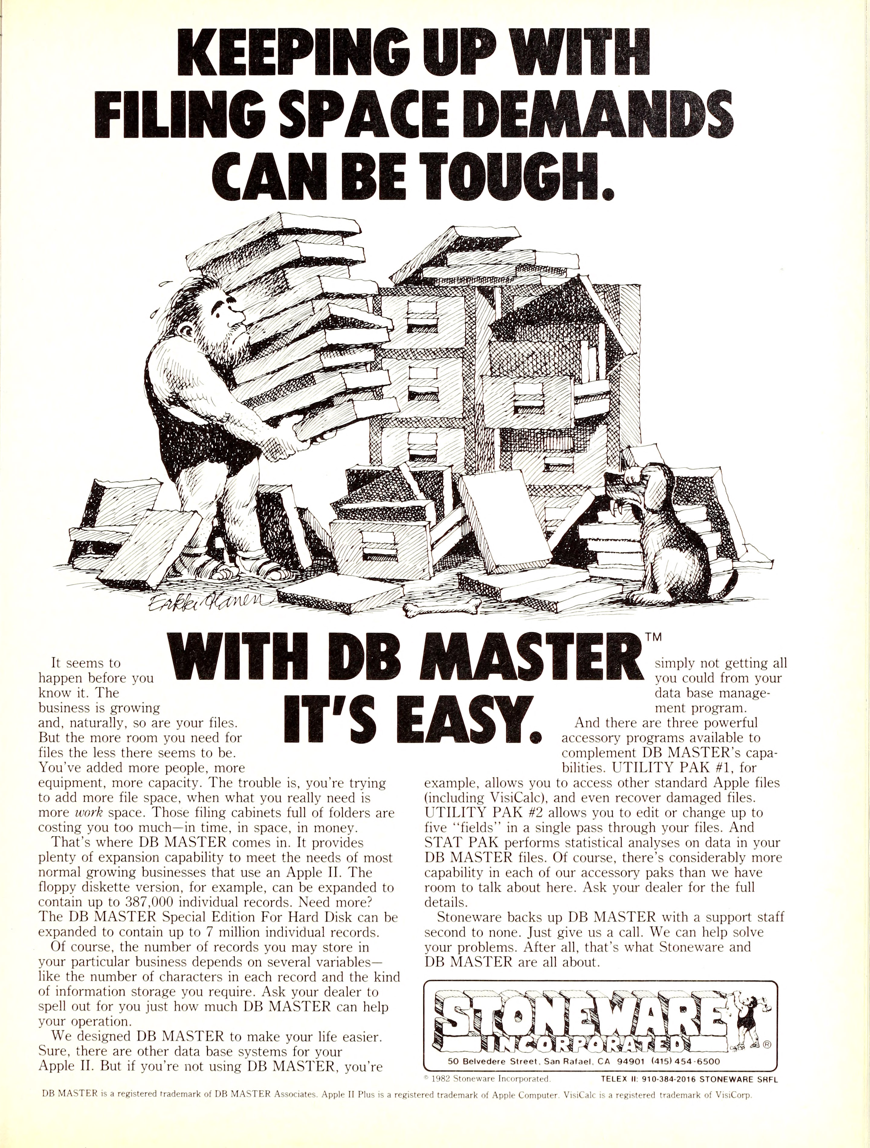 KEEPING UP WITH
FILING SPACE DEMANDS
CAN BE TOUGH.
Erkki Alanen
WITH DB MASTER™
IT'S EASY.
It seems to
happen before you
know it. The
business is growing
and, naturally, so are your files.
But the more room you need for
files the less there seems to be.
You've added more people, more
equipment, more capacity. The trouble is, you're trying
to add more file space, when what you really need is
more work space. Those filing cabinets full of folders are
costing you too much—in time, in space, in money.
That's where DB MASTER comes in. It provides
plenty of expansion capability to meet the needs of most
normal growing businesses that use an Apple II. The
floppy diskette version, for example, can be expanded to
contain up to 387,000 individual records. Need more?
The DB MASTER Special Edition For Hard Disk can be
expanded to contain up to 7 million individual records.
Of course, the number of records you may store in
your particular business depends on several variables—
like the number of characters in each record and the kind
of information storage you require. Ask your dealer to
spell out for you just how much DB MASTER can help
your operation.
We designed DB MASTER to make your life easier.
Sure, there are other data base systems for your
Apple II. But if you're not using DB MASTER, you're
simply not getting all
you could from your
data base manage-
ment program.
And there are three powerful
accessory programs available to
complement DB MASTER's capa-
bilities. UTILITY PAK #1, for
example, allows you to access other standard Apple files
(including VisiCalc), and even recover damaged files.
UTILITY PAK #2 allows you to edit or change up to
five "fields" in a single pass through your files. And
STAT PAK performs statistical analyses on data in your
DB MASTER files. Of course, there's considerably more
capability in each of our accessory paks than we have
room to talk about here. Ask your dealer for the full
details.
Stoneware backs up DB MASTER with a support staff
second to none. Just give us a call. We can help solve
your problems. After all, that's what Stoneware and
DB MASTER are all about.
STONEWARE
INCORPORATED ®
50 Belvedere Street, San Rafael, CA 94901 (415) 454-6500
© 1982 Stoneware Incorporated. TELEX II: 910-384-2016 STONEWARE SRFL
DB MASTER is a registered trademark of DB MASTER Associates. Apple II Plus is a registered trademark of Apple Computer. VisiCalc is a registered trademark of VisiCorp.